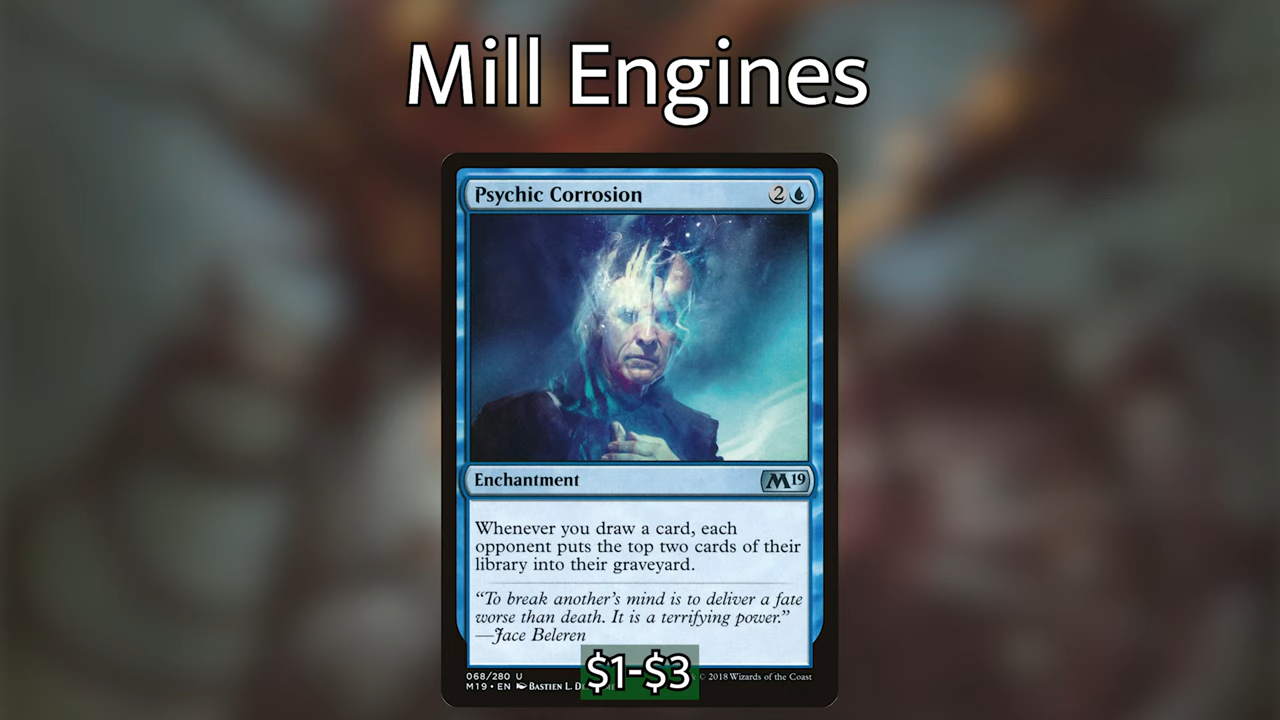 Mill Engines
Psychic Corrosion 2
Enchantment M19
Whenever you draw a card, each
opponent puts the top two cards of their
library into their graveyard.
“To break another's mind is to deliver a fate
worse than death. It is a terrifying power.”
—Jace Beleren
$1-$3
068/280 U
M19 • EN BASTIEN L. © 2018 Wizards of the Coast